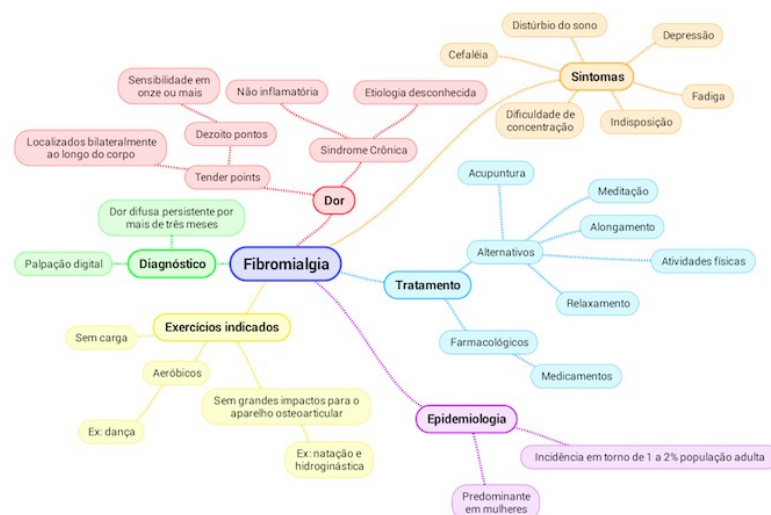 Distúrbio do sono
Depressão
Cefaléia
Sintomas
Fadiga
Dificuldade de
concentração
Indisposição
Sensibilidade em
onze ou mais
Não inflamatória
Etiologia desconhecida
Dezoito pontos
Localizados bilateralmente
ao longo do corpo
Sindrome Crônica
Tender points
Dor
Acupuntura
Meditação
Alongamento
Alternativos
Atividades físicas
Relaxamento
Tratamento
Farmacológicos
Medicamentos
Dor difusa persistente por
mais de três meses
Palpação digital
Diagnóstico
Fibromialgia
Exercícios indicados
Sem carga
Aeróbicos
Sem grandes impactos para o
aparelho osteoarticular
Ex: dança
Ex: natação e
hidroginástica
Epidemiologia
Incidência em torno de 1 a 2% população adulta
Predominante
em mulheres